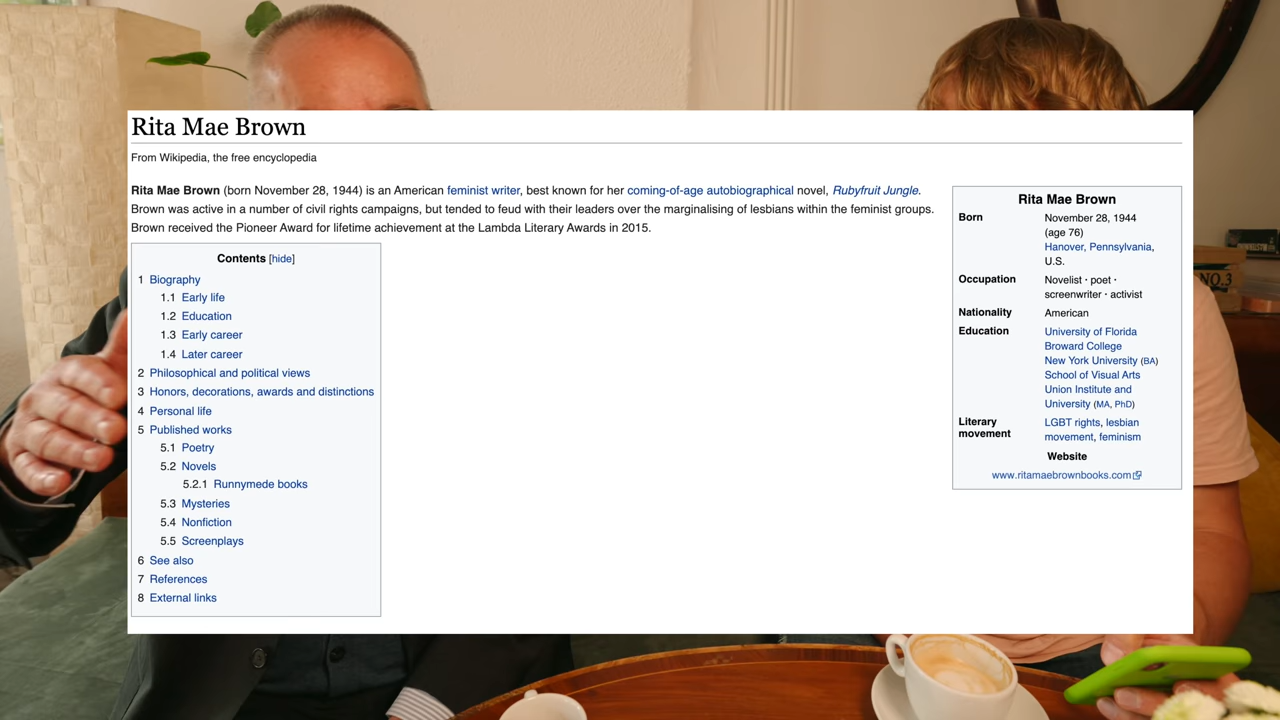 Rita Mae Brown
From Wikipedia, the free encyclopedia
Rita Mae Brown (born November 28, 1944) is an American feminist writer, best known for her coming-of-age autobiographical novel, Rubyfruit Jungle.
Brown was active in a number of civil rights campaigns, but tended to feud with their leaders over the marginalising of lesbians within the feminist groups.
Brown received the Pioneer Award for lifetime achievement at the Lambda Literary Awards in 2015.
Contents [hide]
1 Biography
1.1 Early life
1.2 Education
1.3 Early career
1.4 Later career
2 Philosophical and political views
3 Honors, decorations, awards and distinctions
4 Personal life
5 Published works
5.1 Poetry
5.2 Novels
5.2.1 Runnymede books
5.3 Mysteries
5.4 Nonfiction
5.5 Screenplays
6 See also
7 References
8 External links
Rita Mae Brown
Born November 28, 1944
(age 76)
Hanover, Pennsylvania,
U.S.
Occupation Novelist · poet ·
screenwriter · activist
Nationality American
Education University of Florida
Broward College
New York University (BA)
School of Visual Arts
Union Institute and
University (MA, PhD)
Literary movement LGBT rights, lesbian
movement, feminism
Website
www.ritamaebrownbooks.com
NO.3